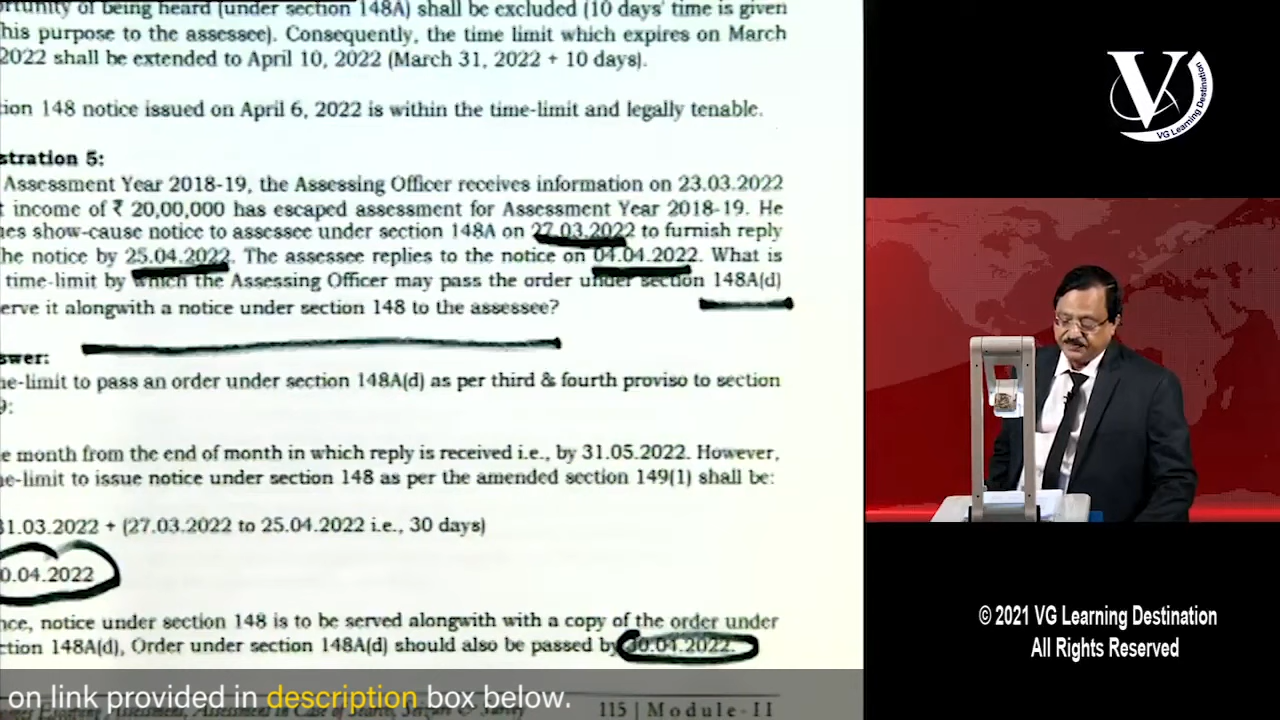 rtunity of being heard (under section 148A) shall be excluded (10 days' time is given
his purpose to the assessee). Consequently, the time limit which expires on March
2022 shall be extended to April 10, 2022 (March 31, 2022 + 10 days).
ion 148 notice issued on April 6, 2022 is within the time-limit and legally tenable.
stration 5:
Assessment Year 2018-19, the Assessing Officer receives information on 23.03.2022
t income of ₹ 20,00,000 has escaped assessment for Assessment Year 2018-19. He
es show-cause notice to assessee under section 148A on 27.03.2022 to furnish reply
he notice by 25.04.2022. The assessee replies to the notice on 04.04.2022. What is
time-limit by which the Assessing Officer may pass the order under section 148A(d)
erve it alongwith a notice under section 148 to the assessee?
swer:
ne-limit to pass an order under section 148A(d) as per third & fourth proviso to section
9:
e month from the end of month in which reply is received i.e., by 31.05.2022. However,
ne-limit to issue notice under section 148 as per the amended section 149(1) shall be:
31.03.2022 + (27.03.2022 to 25.04.2022 i.e., 30 days)
0.04.2022
nce, notice under section 148 is to be served alongwith with a copy of the order under
ction 148A(d), Order under section 148A(d) should also be passed by 30.04.2022.
115 | Module-II
on link provided in description box below.
V
VG Learning Destination
© 2021 VG Learning Destination
All Rights Reserved